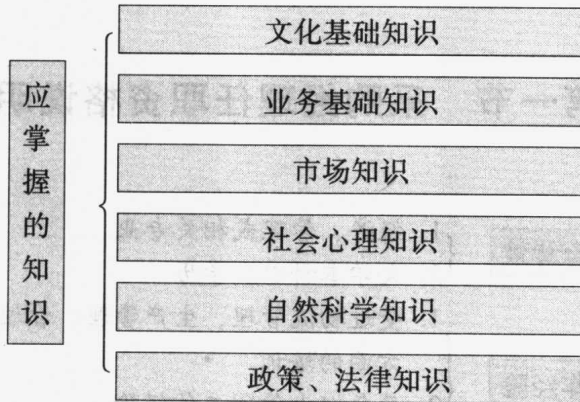 应掌握的知识
文化基础知识
业务基础知识
市场知识
社会心理知识
自然科学知识
政策、法律知识